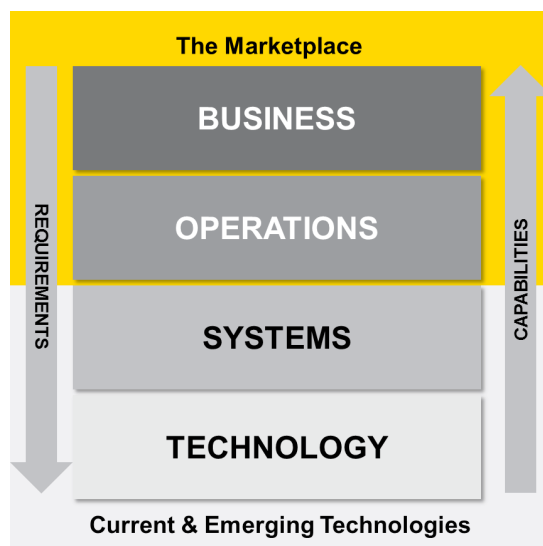 The Marketplace
BUSINESS
OPERATIONS
REQUIREMENTS
CAPABILITIES
SYSTEMS
TECHNOLOGY
Current & Emerging Technologies